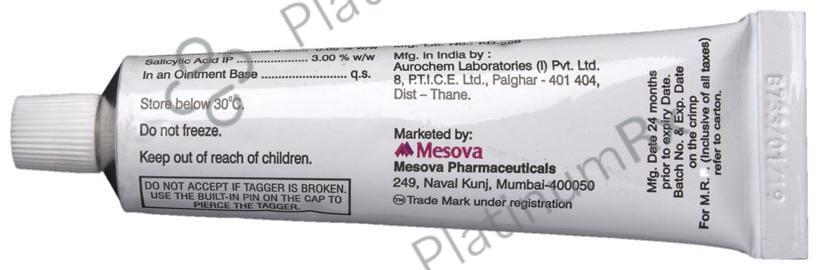 Salicylic Acid IP .................. 3.00 % w/w
In an Ointment Base ......................... q.s.
Store below 30°C.
Do not freeze.
Keep out of reach of children.
DO NOT ACCEPT IF TAGGER IS BROKEN.
USE THE BUILT-IN PIN ON THE CAP TO
PIERCE THE TAGGER.
Mfg. in India by :
Aurochem Laboratories (I) Pvt. Ltd.
8, P.T.I.C.E. Ltd., Palghar - 401 404,
Dist – Thane.
Marketed by:
Mesova
Mesova Pharmaceuticals
249, Naval Kunj, Mumbai-400050
TM Trade Mark under registration
Mfg. Date 24 months
prior to expiry Date.
Batch No. & Exp. Date
on the crimp
For M.R. (Inclusive of all taxes)
refer to carton.
PlatinumRx